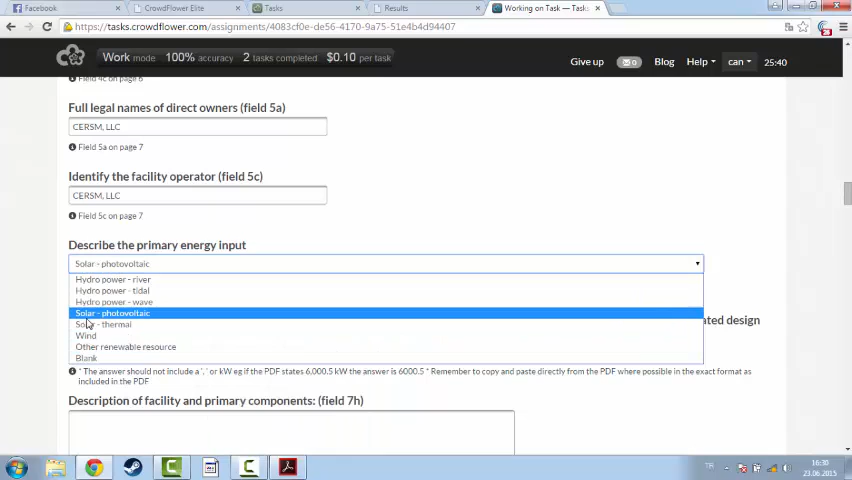 Facebook
CrowdFlower Elite
Tasks
Results
Working on Task — Tasks
https://tasks.crowdflower.com/assignments/4083cf0e-de56-4170-9a75-51e4b4d94407
Work mode 100% accuracy 2 tasks completed $0.10 per task
Give up 0 Blog Help can 25:40
Field 4c on page 6
Full legal names of direct owners (field 5a)
CERSM, LLC
Field 5a on page 7
Identify the facility operator (field 5c)
CERSM, LLC
Field 5c on page 7
Describe the primary energy input
Solar - photovoltaic
Hydro power - river
Hydro power - tidal
Hydro power - wave
Solar - photovoltaic
Solar - thermal
ated design
Wind
Other renewable resource
Blank
* The answer should not include a ',' or kW eg if the PDF states 6,000.5 kW the answer is 6000.5 * Remember to copy and paste directly from the PDF where possible in the exact format as
included in the PDF
Description of facility and primary components: (field 7h)
TR
16:30
23.06.2015